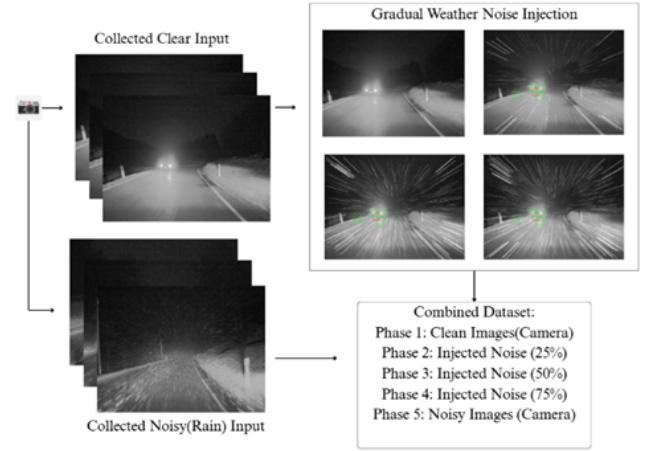 Gradual Weather Noise Injection
Collected Clear Input
Collected Noisy(Rain) Input
Combined Dataset:
Phase 1: Clean Images(Camera)
Phase 2: Injected Noise (25%)
Phase 3: Injected Noise (50%)
Phase 4: Injected Noise (75%)
Phase 5: Noisy Images (Camera)